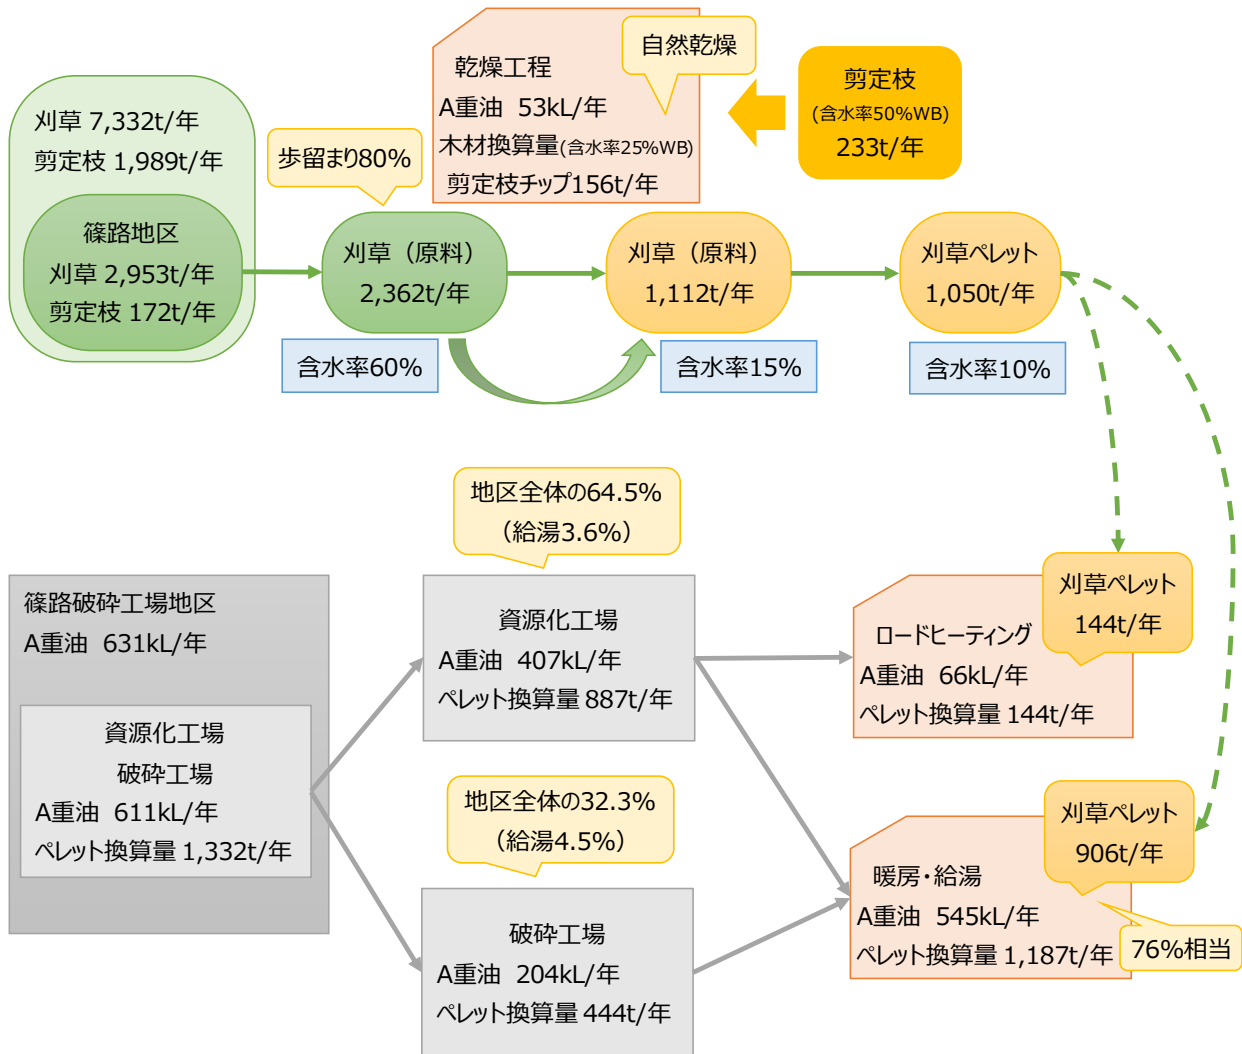 刈草 7,332t/年
剪定枝 1,989t/年
篠路地区
刈草 2,953t/年
剪定枝 172t/年
歩留まり80%
刈草（原料）
2,362t/年
含水率60%
乾燥工程
A重油 53kL/年
木材換算量(含水率25%WB)
剪定枝チップ156t/年
自然乾燥
剪定枝
(含水率50%WB)
233t/年
刈草（原料）
1,112t/年
含水率15%
刈草ペレット
1,050t/年
含水率10%
篠路破砕工場地区
A重油 631kL/年
資源化工場
破砕工場
A重油 611kL/年
ペレット換算量 1,332t/年
地区全体の64.5%
（給湯3.6%）
資源化工場
A重油 407kL/年
ペレット換算量 887t/年
地区全体の32.3%
（給湯4.5%）
破砕工場
A重油 204kL/年
ペレット換算量 444t/年
刈草ペレット
144t/年
ロードヒーティング
A重油 66kL/年
ペレット換算量 144t/年
刈草ペレット
906t/年
暖房・給湯
A重油 545kL/年
ペレット換算量 1,187t/年
76%相当